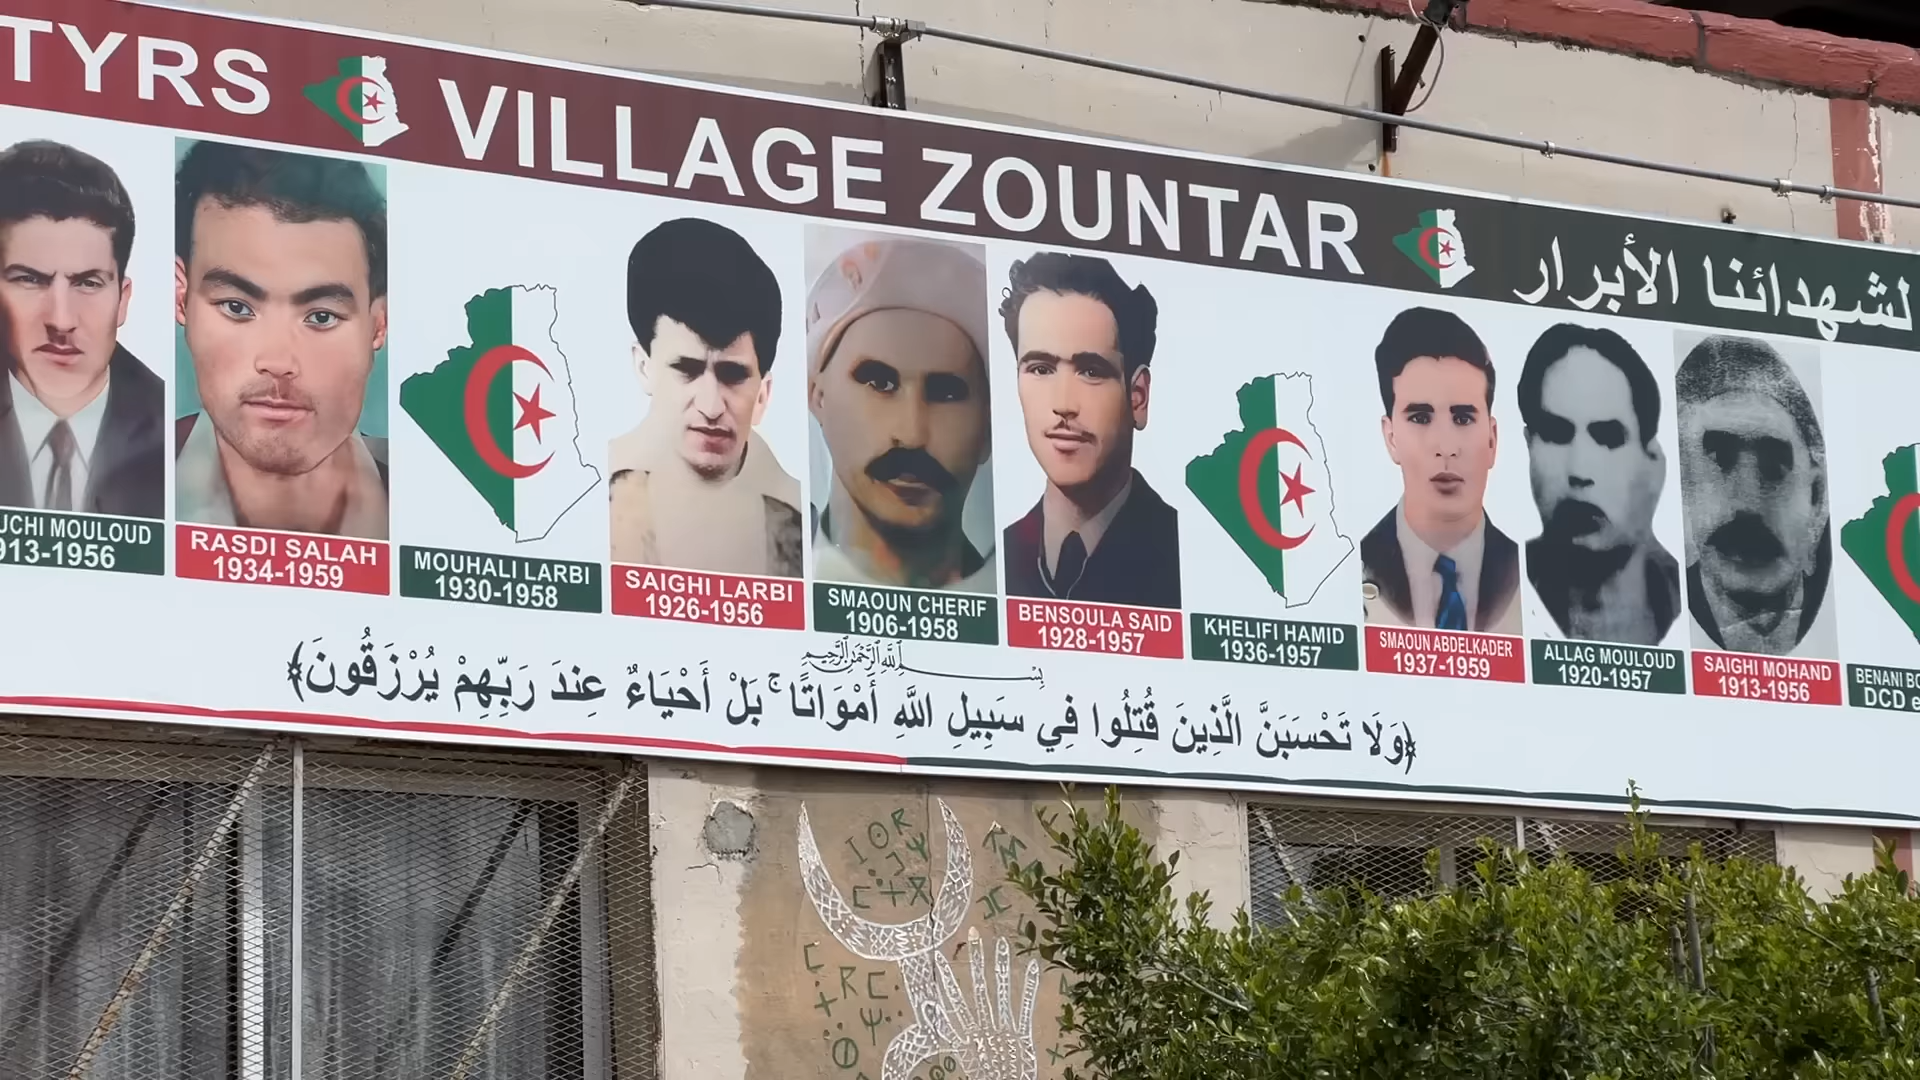 TYRS VILLAGE ZOUNTAR لشهدائنا الأبرار
UCHI MOULOUD
913-1956
RASDI SALAH
1934-1959
MOUHALI LARBI
1930-1958
SAIGHI LARBI
1926-1956
SMAOUN CHERIF
1906-1958
BENSOULA SAID
1928-1957
KHELIFI HAMID
1936-1957
SMAOUN ABDELKADER
1937-1959
ALLAG MOULOUD
1920-1957
SAIGHI MOHAND
1913-1956
BENANI BO
DCD e
بسم الله الرحمن الرحيم
﴿وَلَا تَحْسَبَنَّ الَّذِينَ قُتِلُوا فِي سَبِيلِ اللَّهِ أَمْوَاتًا ۚ بَلْ أَحْيَاءٌ عِندَ رَبِّهِمْ يُرْزَقُونَ﴾